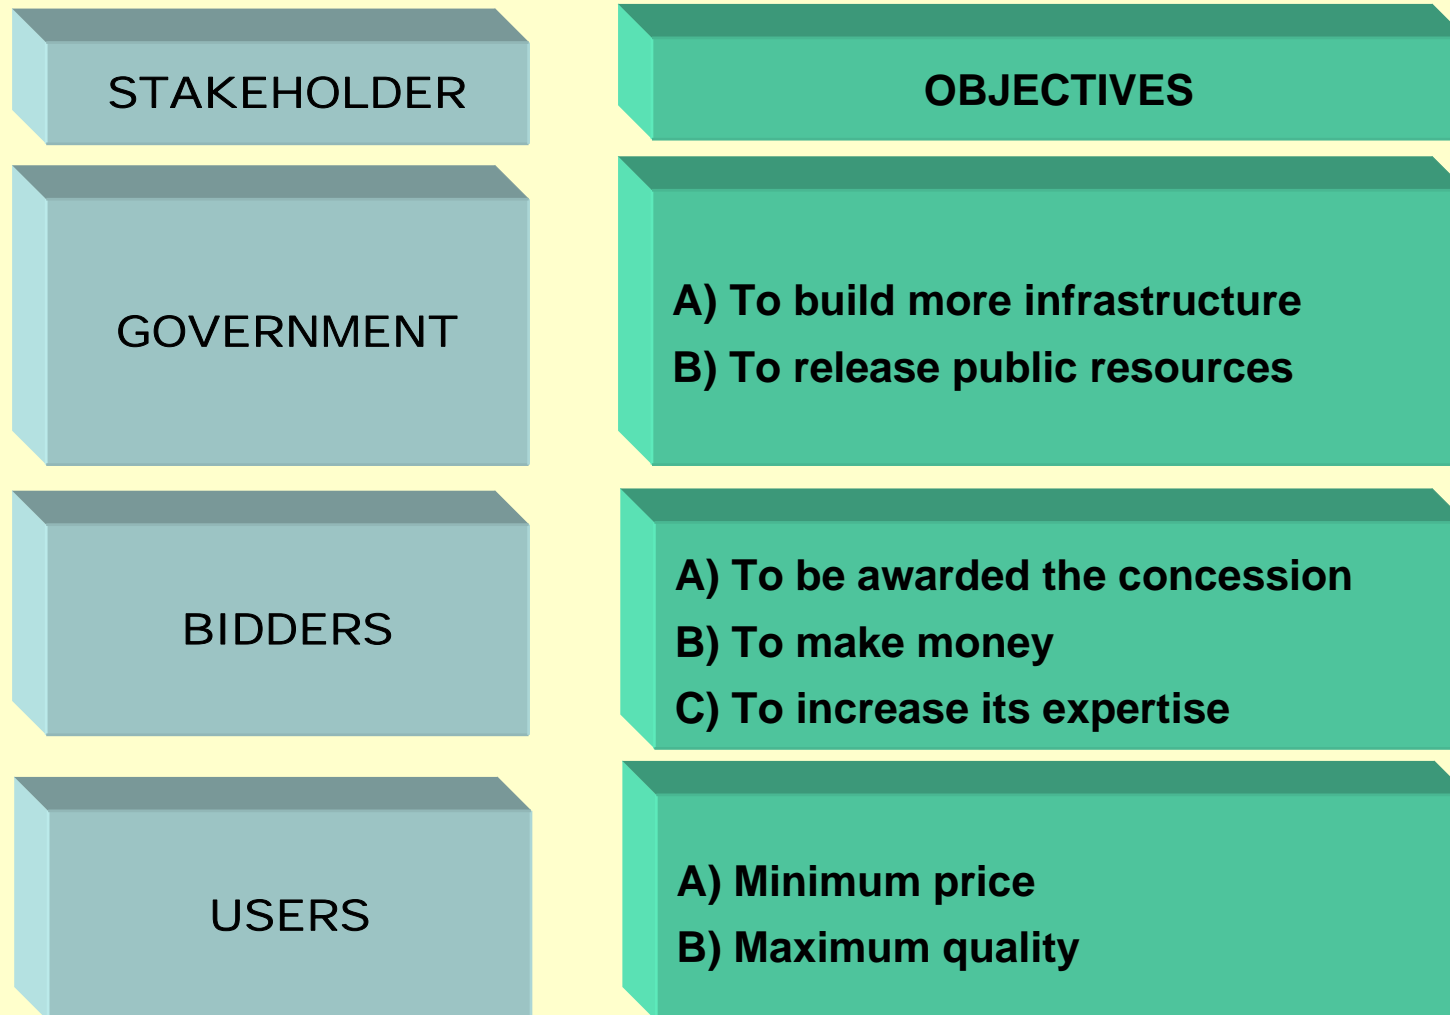 STAKEHOLDER
OBJECTIVES
GOVERNMENT
A) To build more infrastructure
B) To release public resources
BIDDERS
A) To be awarded the concession
B) To make money
C) To increase its expertise
USERS
A) Minimum price
B) Maximum quality